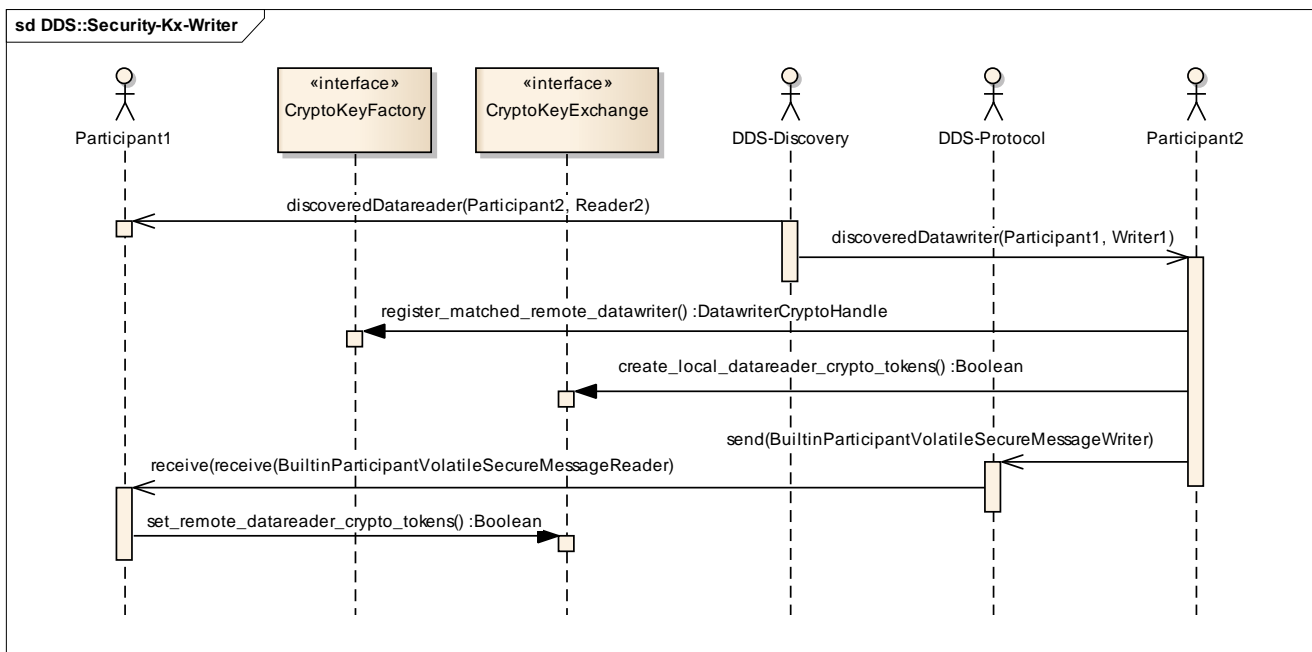 sd DDS::Security-Kx-Writer
«interface»
CryptoKeyFactory
«interface»
CryptoKeyExchange
Participant1
DDS-Discovery
DDS-Protocol
Participant2
discoveredDatareader(Participant2, Reader2)
discoveredDatawriter(Participant1, Writer1)
register_matched_remote_datawriter() :DatawriterCryptoHandle
create_local_datareader_crypto_tokens() :Boolean
send(BuiltinParticipantVolatileSecureMessageWriter)
receive(receive(BuiltinParticipantVolatileSecureMessageReader)
set_remote_datareader_crypto_tokens() :Boolean